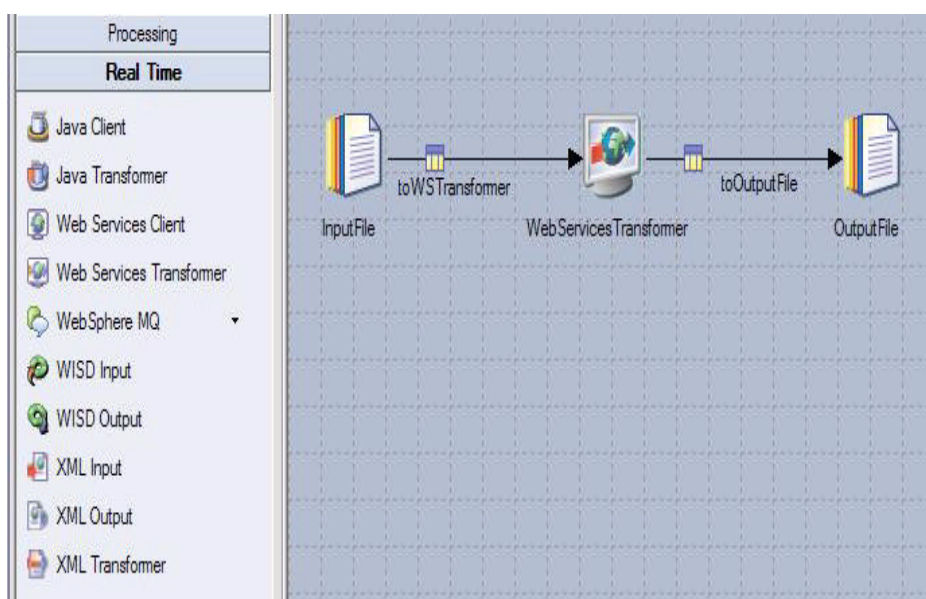 Processing
Real Time
Java Client
Java Transformer
Web Services Client
Web Services Transformer
WebSphere MQ
WISD Input
WISD Output
XML Input
XML Output
XML Transformer
toWSTransformer
toOutputFile
InputFile
WebServicesTransformer
OutputFile